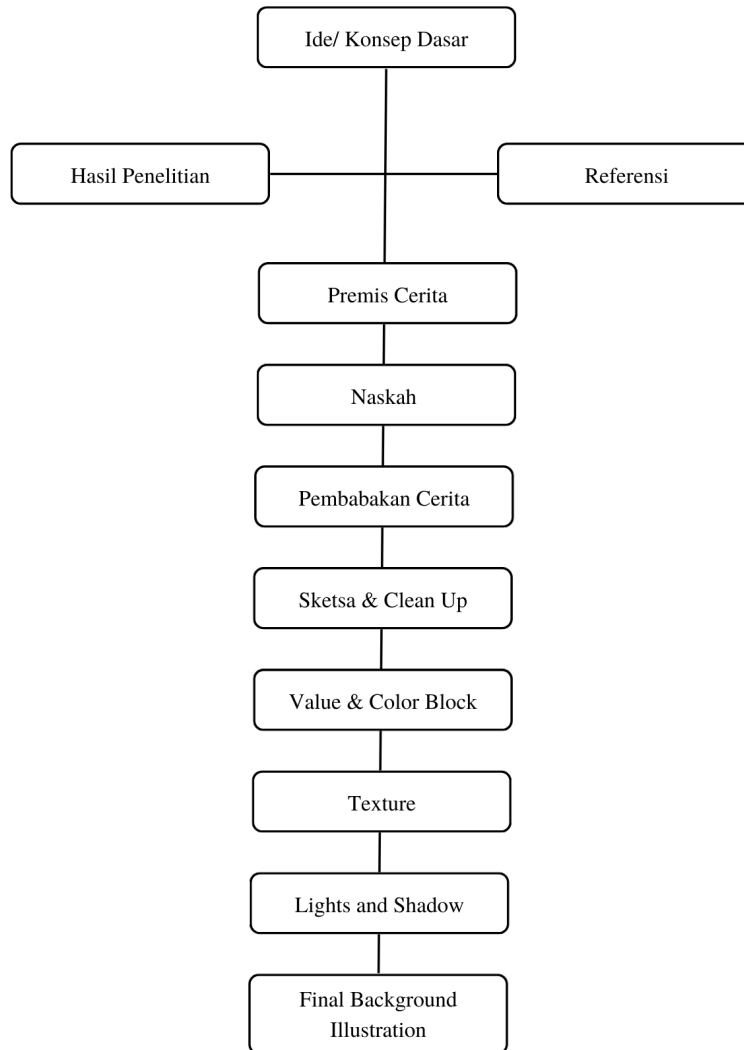 Ide/ Konsep Dasar
Hasil Penelitian
Referensi
Premis Cerita
Naskah
Pembabakan Cerita
Sketsa & Clean Up
Value & Color Block
Texture
Lights and Shadow
Final Background
Illustration